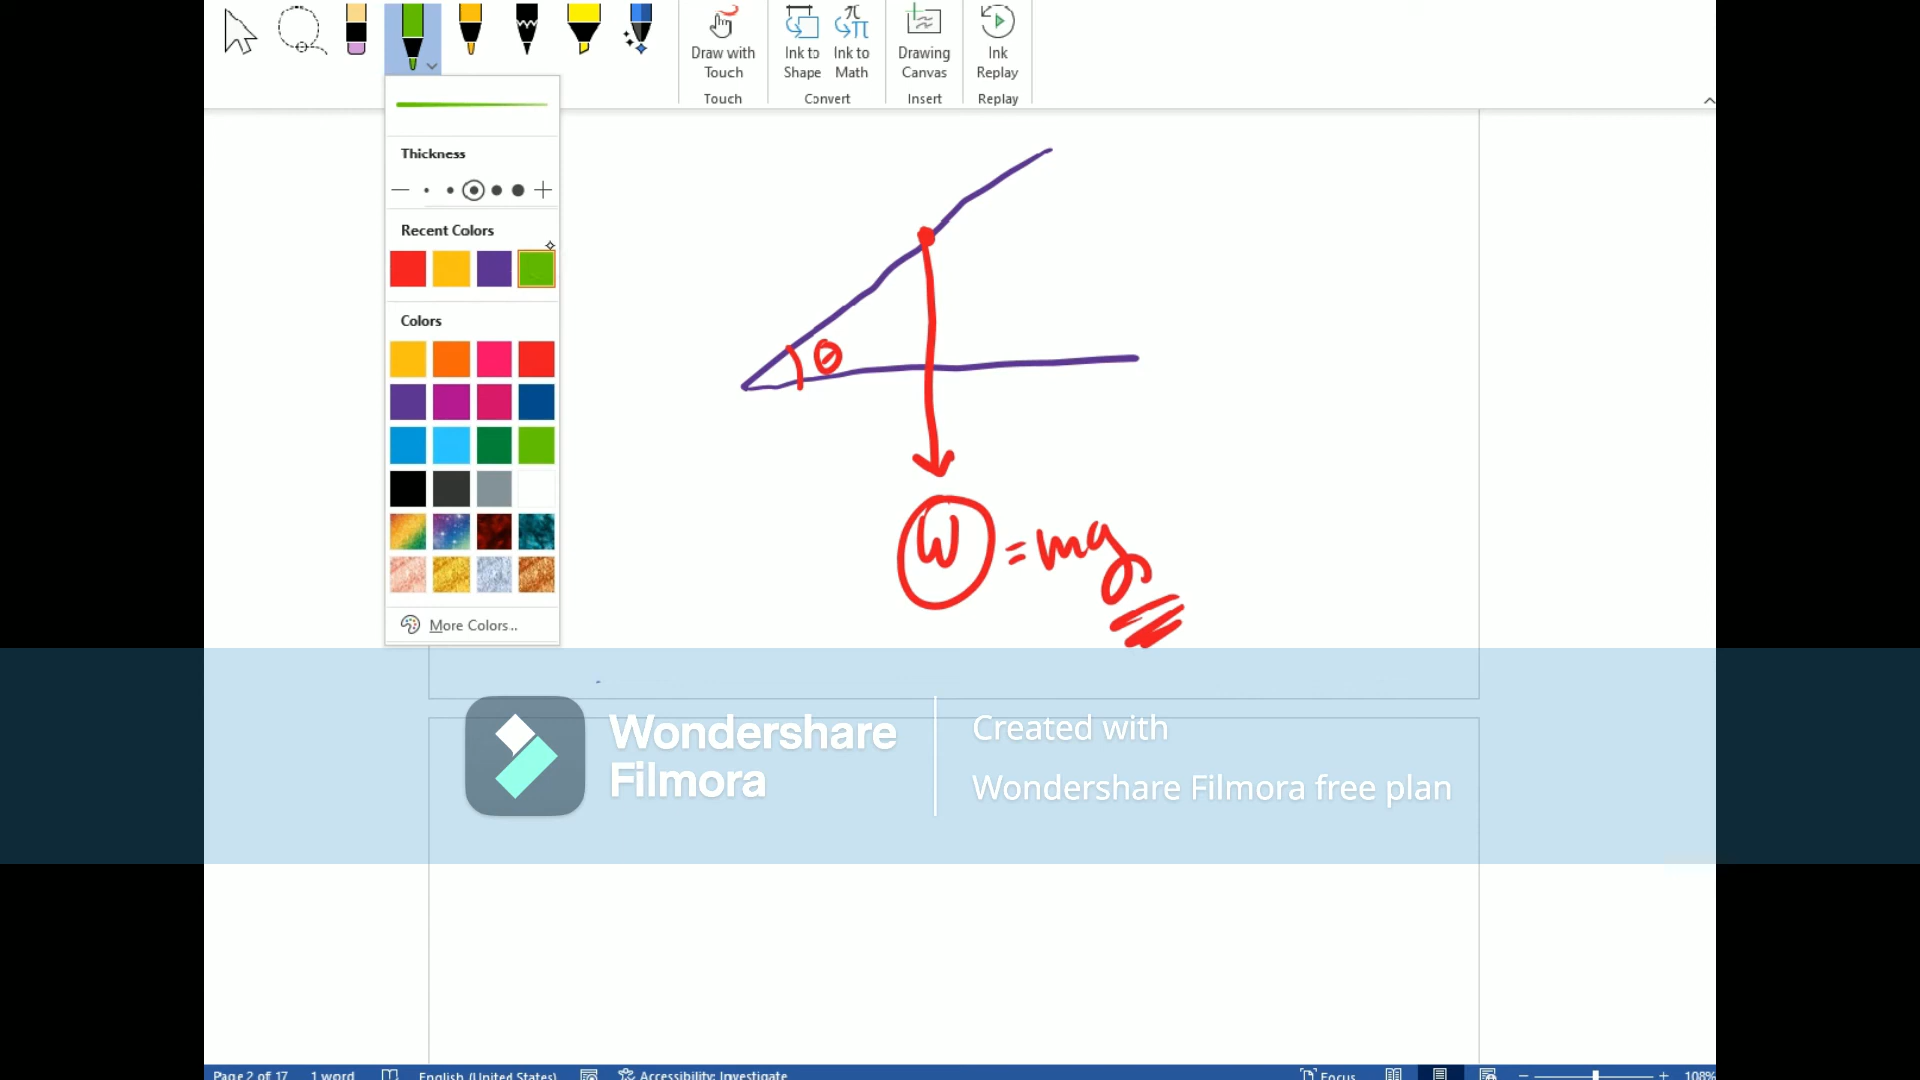 Draw with Touch
Ink to Shape
Ink to Math
Drawing Canvas
Ink Replay
Touch
Convert
Insert
Replay
Thickness
Recent Colors
Colors
More Colors...
θ
W = mg
Wondershare
Filmora
Created with
Wondershare Filmora free plan
Page 2 of 17 1 word English (United States) Accessibility: Investigate Focus 108%